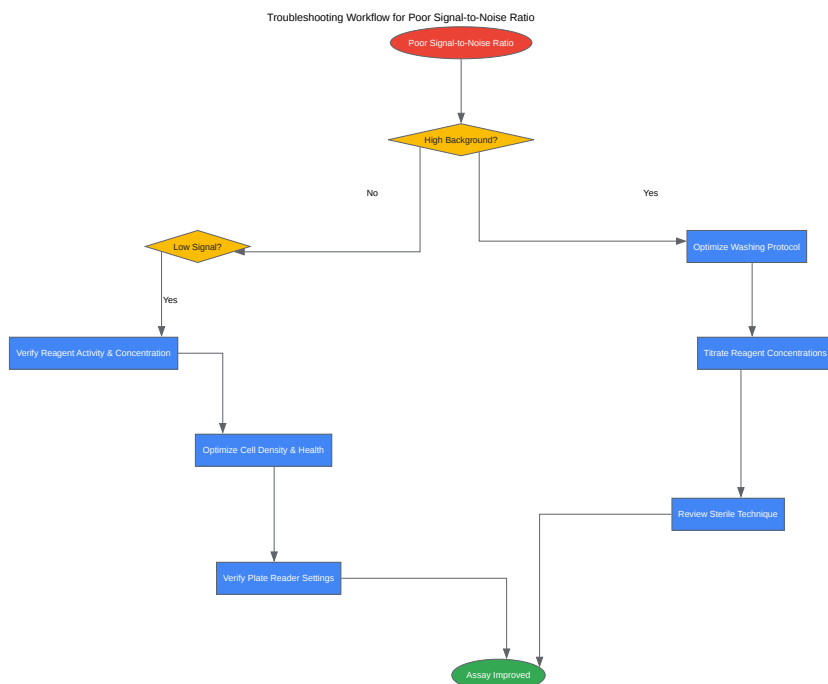 Troubleshooting Workflow for Poor Signal-to-Noise Ratio
Poor Signal-to-Noise Ratio
High Background?
No
Yes
Low Signal?
Optimize Washing Protocol
Yes
Verify Reagent Activity & Concentration
Titrate Reagent Concentrations
Optimize Cell Density & Health
Review Sterile Technique
Verify Plate Reader Settings
Assay Improved